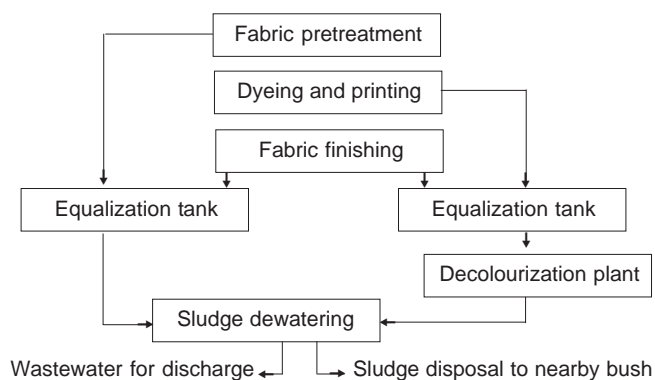 Fabric pretreatment
Dyeing and printing
Fabric finishing
Equalization tank
Equalization tank
Decolourization plant
Sludge dewatering
Wastewater for discharge
Sludge disposal to nearby bush